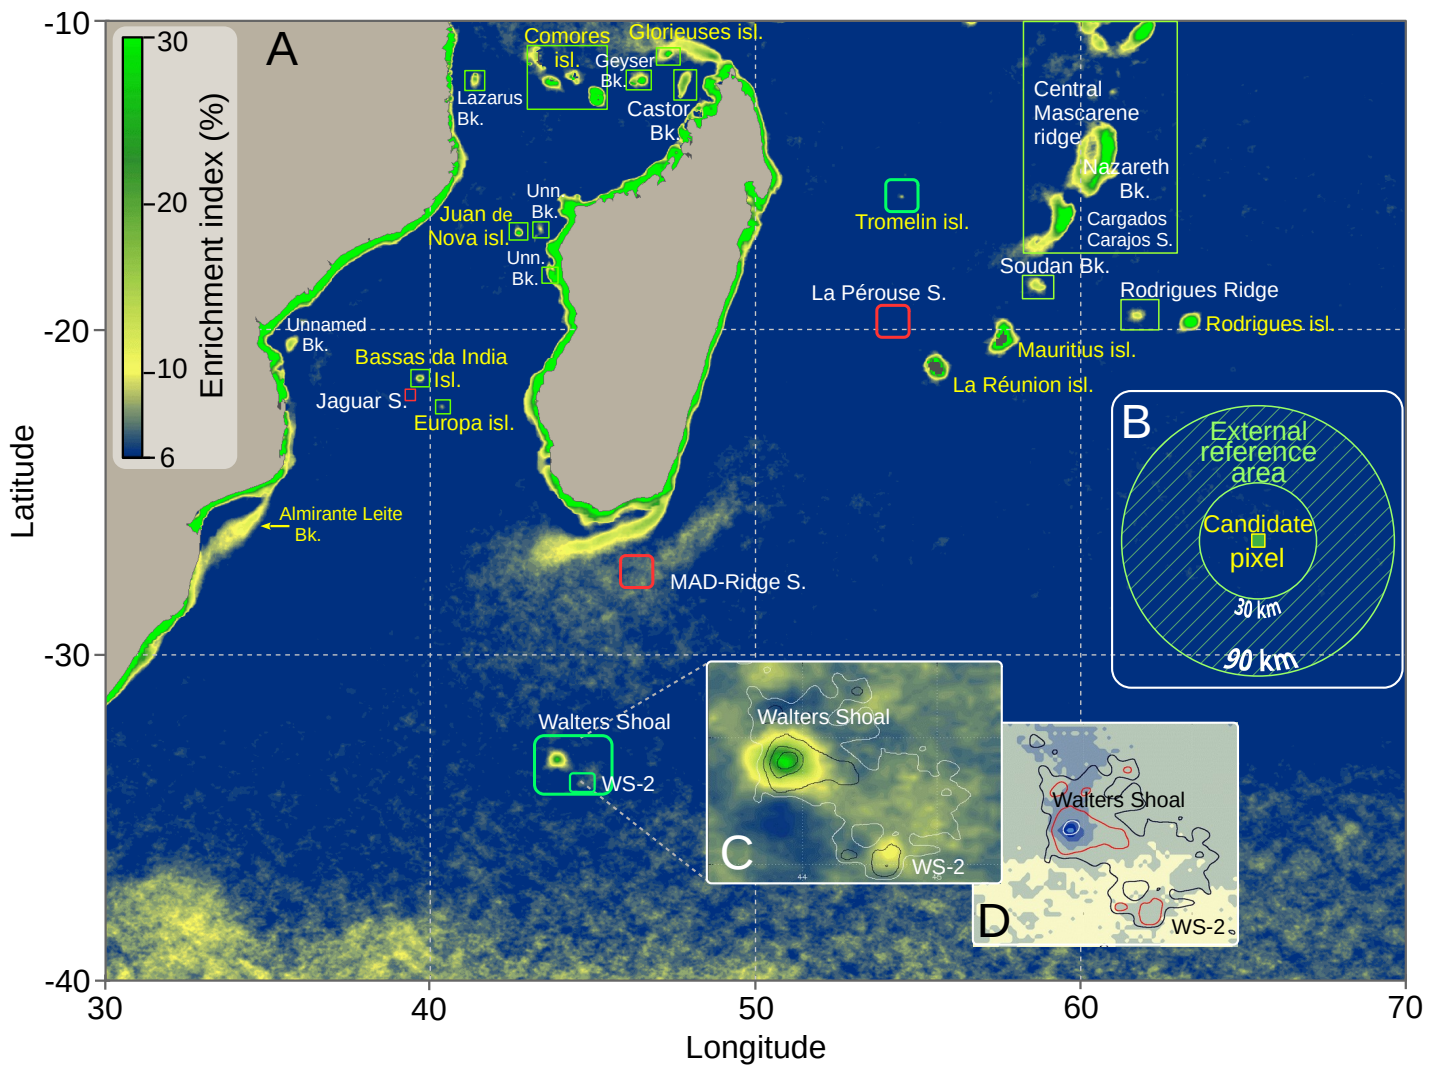 A
Enrichment index (%)
30
20
10
6
Comores
isl.
Glorieuses isl.
Geyser
Bk.
Lazarus
Bk.
Castor
Bk.
Central
Mascarene
ridge
Nazareth
Bk.
Cargados
Carajos S.
Unn
Bk.
Juan de
Nova isl.
Unn.
Bk.
Tromelin isl.
Soudan Bk.
La Pérouse S.
Rodrigues Ridge
Rodrigues isl.
Unnamed
Bk.
Mauritius isl.
Bassas da India
Isl.
La Réunion isl.
Jaguar S.
Europa isl.
B
External
reference
area
Candidate
pixel
30 km
90 km
Almirante Leite
Bk.
MAD-Ridge S.
Walters Shoal
WS-2
Walters Shoal
C
WS-2
44
Walters Shoal
D
WS-2
-10
-20
-30
-40
Latitude
30
40
50
60
70
Longitude